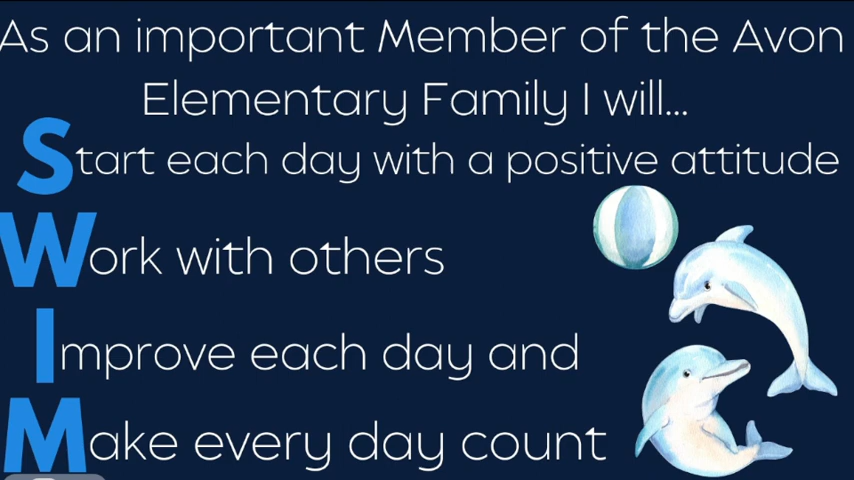 As an important Member of the Avon
Elementary Family I will...
Start each day with a positive attitude
Work with others
Improve each day and
Make every day count